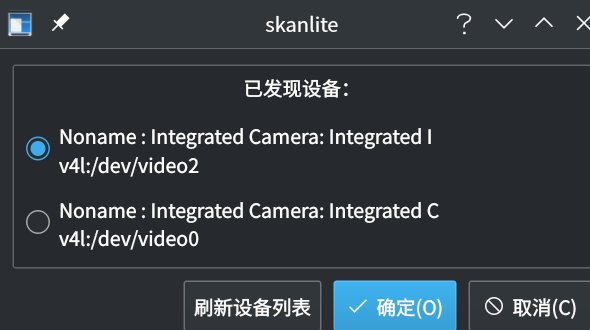 skanlite
已发现设备：
Noname : Integrated Camera: Integrated I
v4l:/dev/video2
Noname : Integrated Camera: Integrated C
v4l:/dev/video0
刷新设备列表
确定(O)
取消(C)